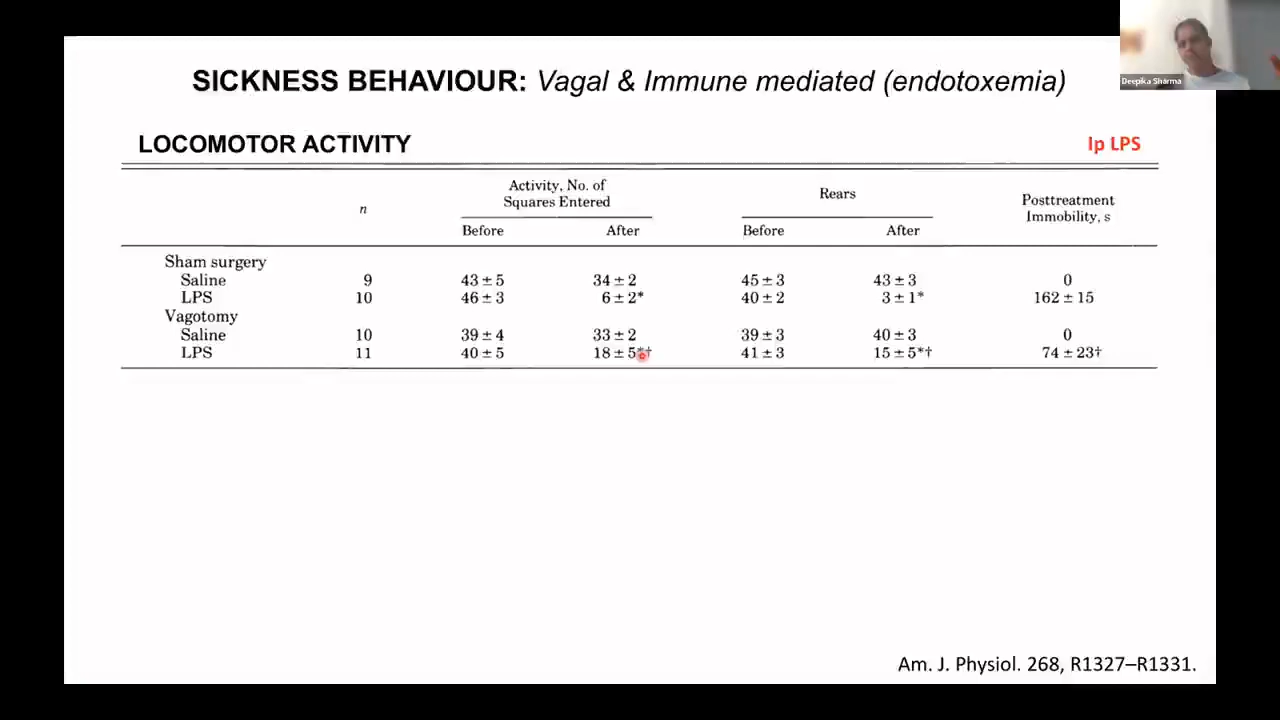 Deepika Sharma
SICKNESS BEHAVIOUR: Vagal & Immune mediated (endotoxemia)
LOCOMOTOR ACTIVITY Ip LPS
n Activity, No. of Squares Entered Rears Posttreatment Immobility, s
Before After Before After
Sham surgery
Saline 9 43 ± 5 34 ± 2 45 ± 3 43 ± 3 0
LPS 10 46 ± 3 6 ± 2* 40 ± 2 3 ± 1* 162 ± 15
Vagotomy
Saline 10 39 ± 4 33 ± 2 39 ± 3 40 ± 3 0
LPS 11 40 ± 5 18 ± 5*† 41 ± 3 15 ± 5*† 74 ± 23†
Am. J. Physiol. 268, R1327–R1331.